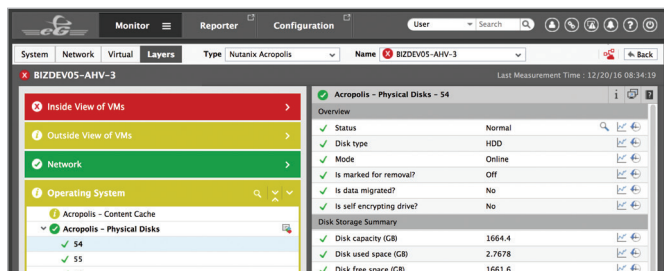 eG
Monitor
Reporter
Configuration
User
Search
System Network Virtual Layers
Type Nutanix Acropolis
Name BIZDEV05-AHV-3
Back
BIZDEV05-AHV-3
Last Measurement Time : 12/20/16 08:34:19
Inside View of VMs
Outside View of VMs
Network
Operating System
Acropolis - Content Cache
Acropolis - Physical Disks
54
55
Acropolis - Physical Disks - 54
Overview
Status Normal
Disk type HDD
Mode Online
Is marked for removal? Off
Is data migrated? No
Is self encrypting drive? No
Disk Storage Summary
Disk capacity (GB) 1664.4
Disk used space (GB) 2.7678
Disk free space (GB) 1661.6